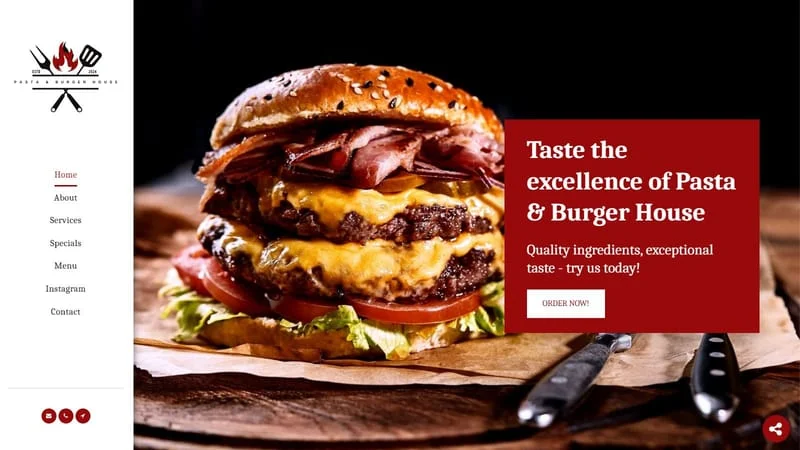 ESTD 2024
PASTA & BURGER HOUSE
Home
About
Services
Specials
Menu
Instagram
Contact
Taste the
excellence of Pasta
& Burger House
Quality ingredients, exceptional
taste - try us today!
ORDER NOW!